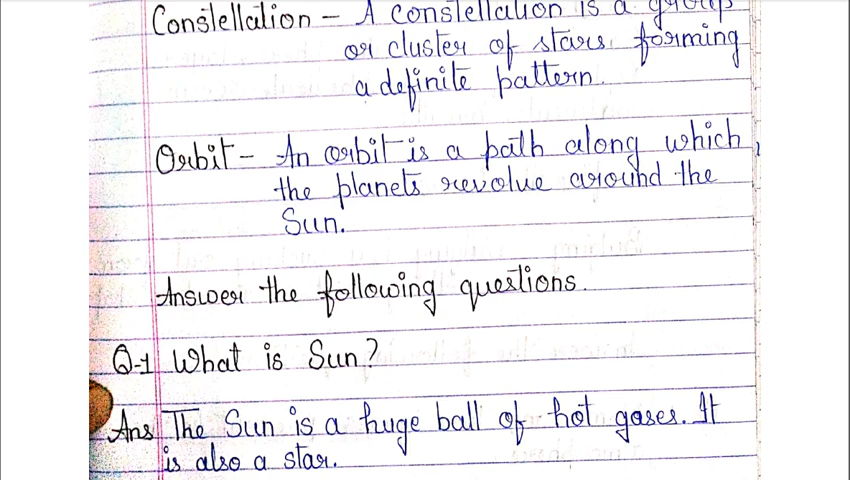 Constellation - A constellation is a group
or cluster of stars forming
a definite pattern.
Orbit - An orbit is a path along which
the planets revolve around the
Sun.
Answer the following questions.
Q-1 What is Sun?
Ans The Sun is a huge ball of hot gases. It
is also a star.